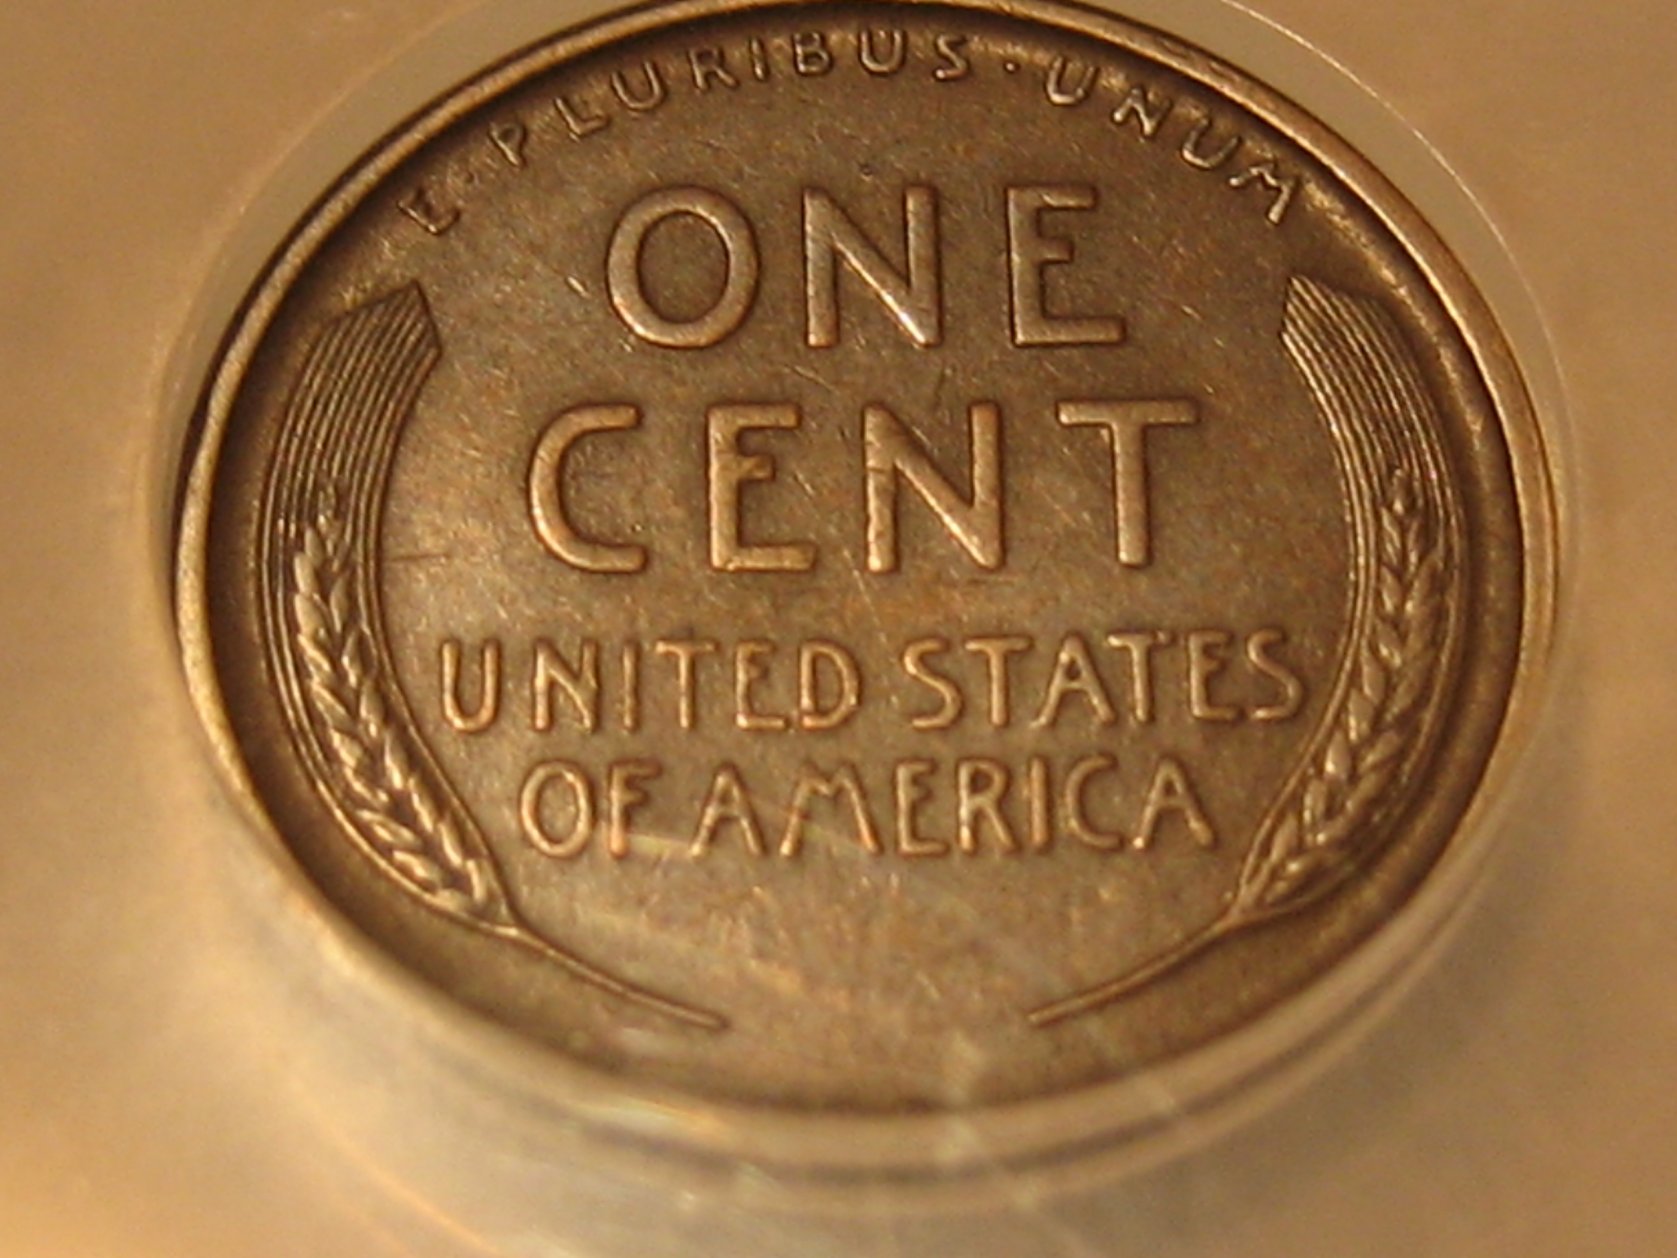 E·PLURIBUS·UNUM
ONE
CENT
UNITED STATES
OF AMERICA